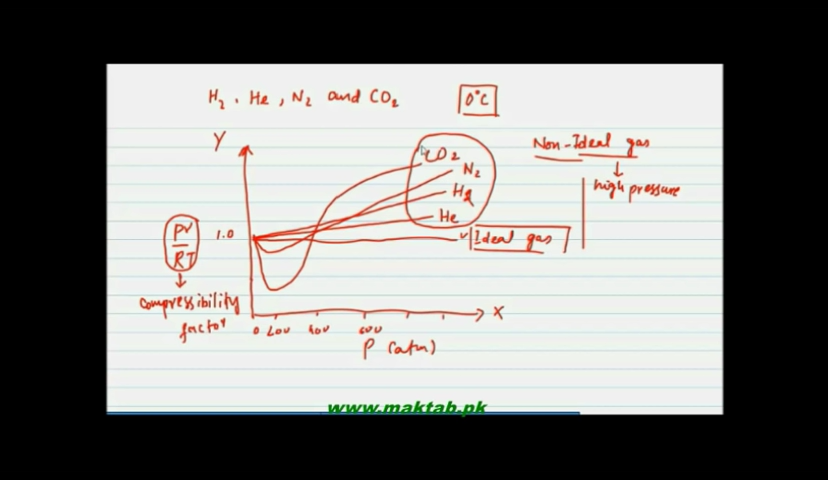 H₂, He, N₂ and CO₂ 0°C
Y
CO₂
N₂
H₂
He
Ideal gas
Non-Ideal gas
high pressure
1.0
PV
RT
compressibility
factor
0 200 400 600
X
P (atm)
www.maktab.pk